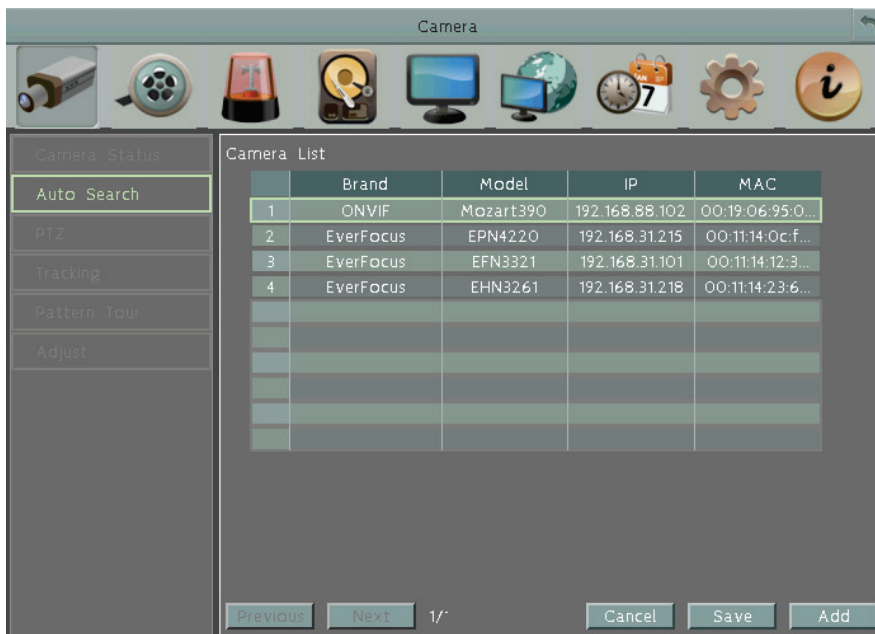 Camera
JAN
7
i
Camera Status
Auto Search
PTZ
Tracking
Pattern Tour
Adjust
Camera List
Brand Model IP MAC
1 ONVIF Mozart390 192.168.88.102 00:19:06:95:0...
2 EverFocus EPN4220 192.168.31.215 00:11:14:0c:f...
3 EverFocus EFN3321 192.168.31.101 00:11:14:12:3...
4 EverFocus EHN3261 192.168.31.218 00:11:14:23:6...
Previous Next 1/ Cancel Save Add